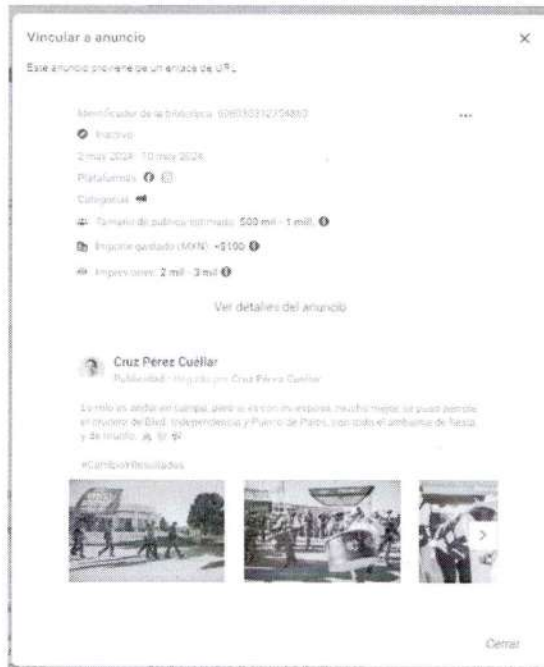 Vincular a anuncio
Este anuncio proviene de un enlace de URL
Identificador de la biblioteca:
Inactivo
2 may 2024 - 10 may 2024
Plataformas
Categorías
Tamaño de público estimado: 500 mil - 1 mill.
Importe gastado (MXN): <$100
Impresiones: 2 mil - 3 mil
Ver detalles del anuncio
Cruz Pérez Cuéllar
Publicidad • Pagado por Cruz Pérez Cuéllar
Lo mío es andar en campo, pero si es con mi esposa, mucho mejor, se puso
el crucero de Blvd. Independencia y Puerto de Palos, con todo el ambiente de fiesta
y de triunfo.
Cerrar